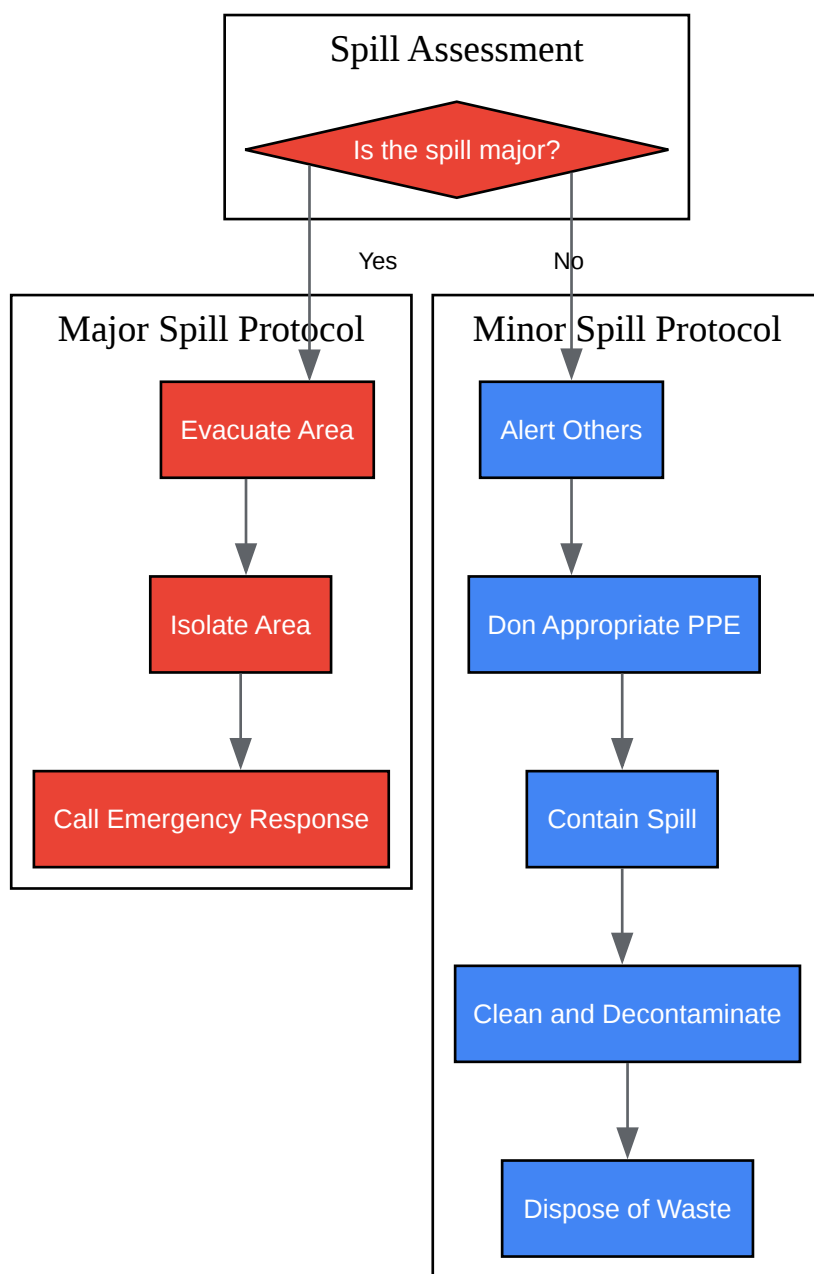 Spill Assessment
Is the spill major?
Yes
No
Major Spill Protocol
Evacuate Area
Isolate Area
Call Emergency Response
Minor Spill Protocol
Alert Others
Don Appropriate PPE
Contain Spill
Clean and Decontaminate
Dispose of Waste